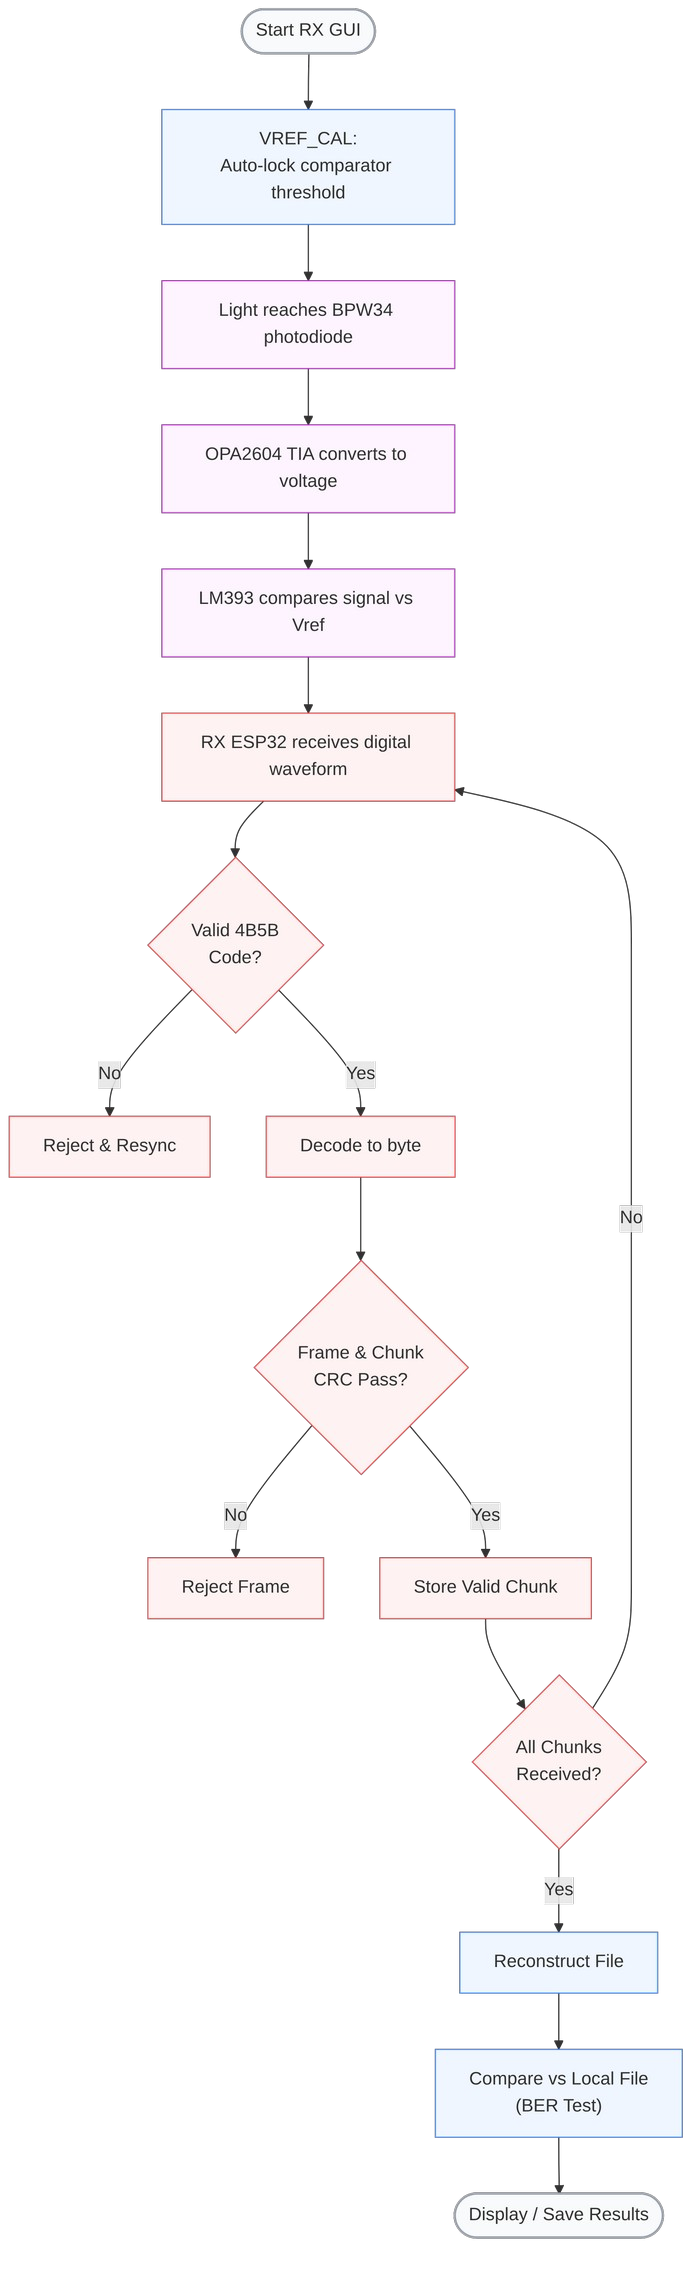 Start RX GUI
VREF_CAL:
Auto-lock comparator
threshold
Light reaches BPW34
photodiode
OPA2604 TIA converts to
voltage
LM393 compares signal vs
Vref
RX ESP32 receives digital
waveform
Valid 4B5B
Code?
No
Yes
Reject & Resync
Decode to byte
No
Frame & Chunk
CRC Pass?
No
Yes
Reject Frame
Store Valid Chunk
All Chunks
Received?
Yes
Reconstruct File
Compare vs Local File
(BER Test)
Display / Save Results